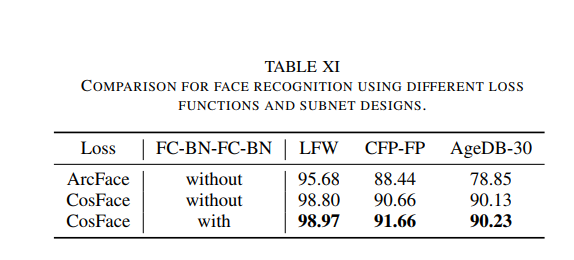 TABLE XI
COMPARISON FOR FACE RECOGNITION USING DIFFERENT LOSS
FUNCTIONS AND SUBNET DESIGNS.
Loss FC-BN-FC-BN LFW CFP-FP AgeDB-30
ArcFace without 95.68 88.44 78.85
CosFace without 98.80 90.66 90.13
CosFace with 98.97 91.66 90.23